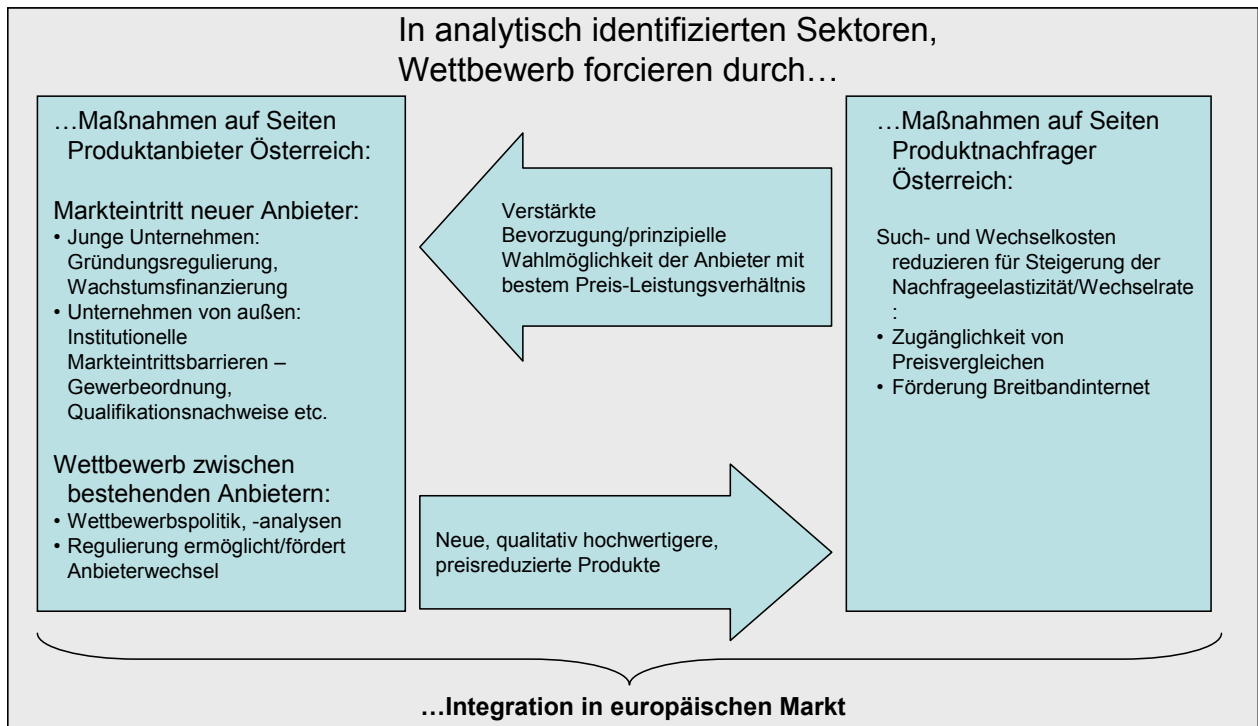 In analytisch identifizierten Sektoren,
Wettbewerb forcieren durch…
…Maßnahmen auf Seiten
Produktanbieter Österreich:
Markteintritt neuer Anbieter:
• Junge Unternehmen:
Gründungsregulierung,
Wachstumsfinanzierung
• Unternehmen von außen:
Institutionelle
Markteintrittsbarrieren –
Gewerbeordnung,
Qualifikationsnachweise etc.
Wettbewerb zwischen
bestehenden Anbietern:
• Wettbewerbspolitik, -analysen
• Regulierung ermöglicht/fördert
Anbieterwechsel
Verstärkte
Bevorzugung/prinzipielle
Wahlmöglichkeit der Anbieter mit
bestem Preis-Leistungsverhältnis
Neue, qualitativ hochwertigere,
preisreduzierte Produkte
…Maßnahmen auf Seiten
Produktnachfrager
Österreich:
Such- und Wechselkosten
reduzieren für Steigerung der
Nachfrageelastizität/Wechselrate
:
• Zugänglichkeit von
Preisvergleichen
• Förderung Breitbandinternet
…Integration in europäischen Markt